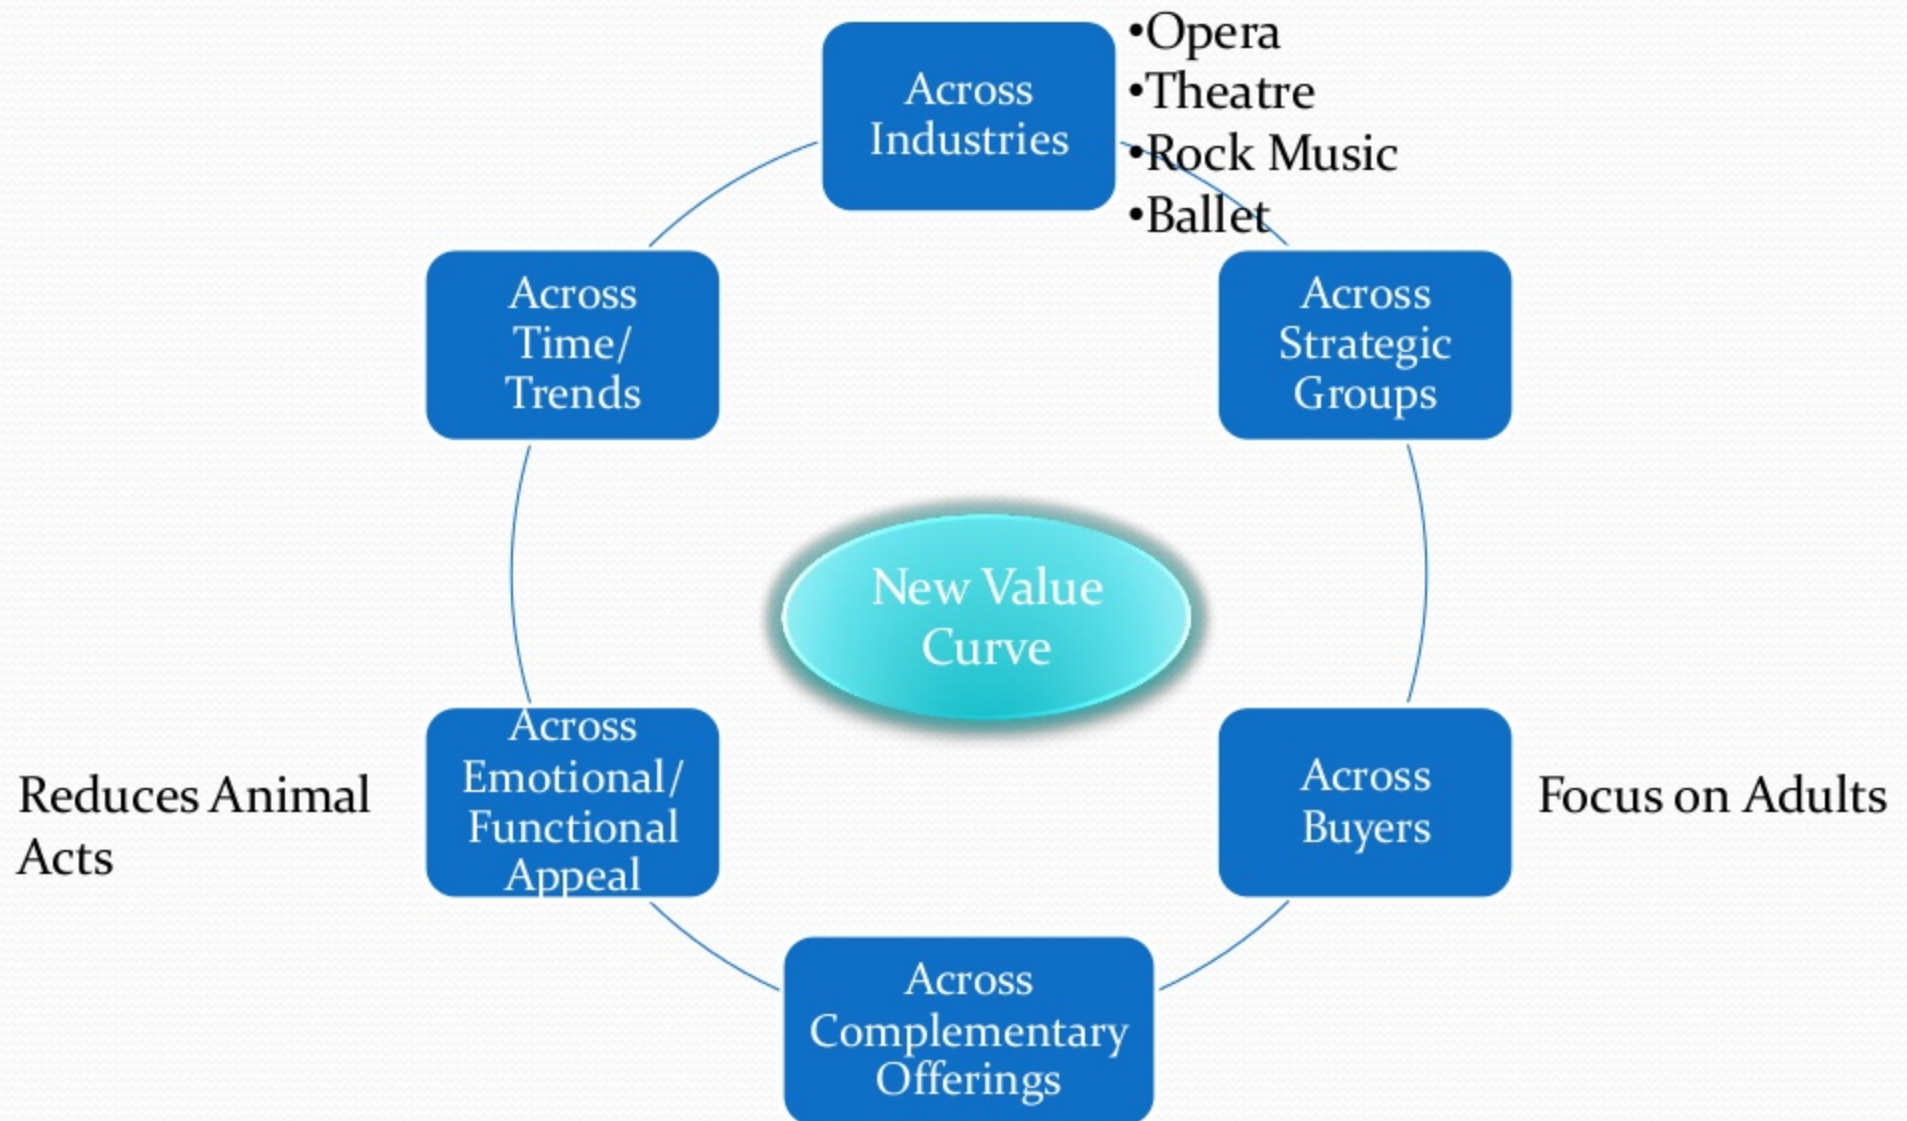 Across
Industries
•Opera
•Theatre
•Rock Music
•Ballet
Across
Time/
Trends
Across
Strategic
Groups
New Value
Curve
Reduces Animal
Acts
Across
Emotional/
Functional
Appeal
Across
Buyers
Focus on Adults
Across
Complementary
Offerings